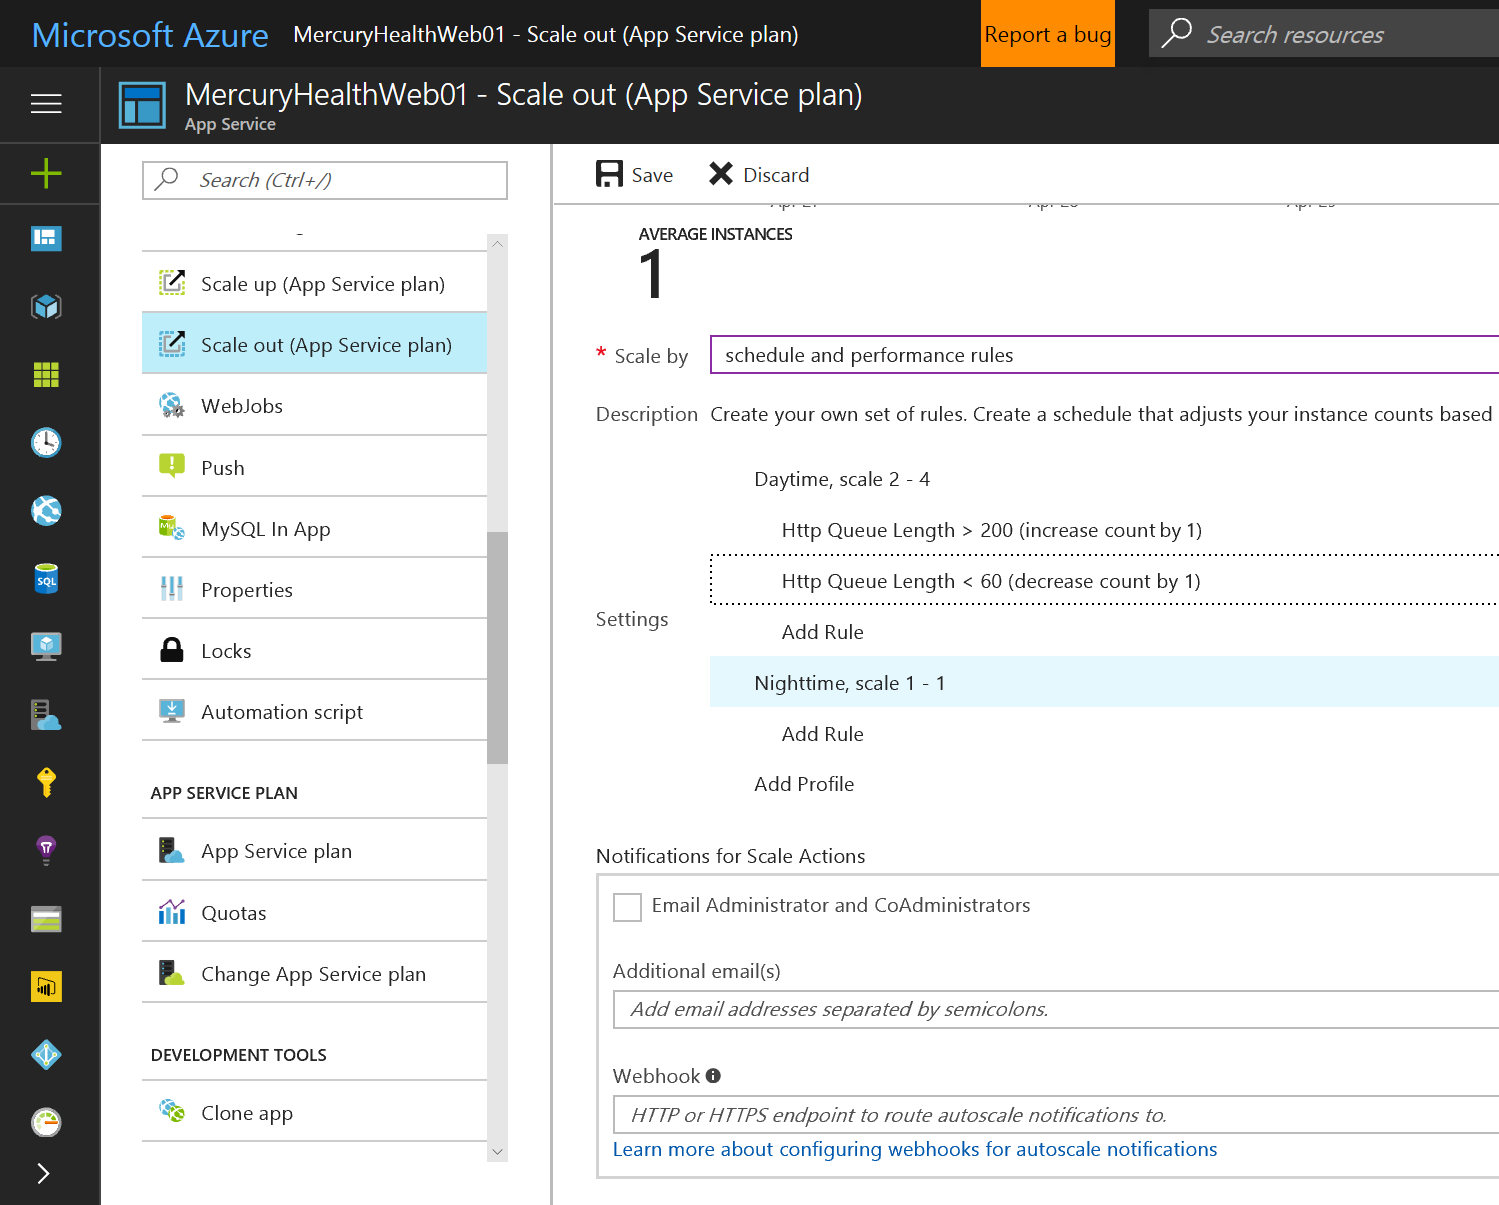 Microsoft Azure MercuryHealthWeb01 - Scale out (App Service plan) Report a bug Search resources
MercuryHealthWeb01 - Scale out (App Service plan)
App Service
Search (Ctrl+/)
Scale up (App Service plan)
Scale out (App Service plan)
WebJobs
Push
MySQL In App
Properties
Locks
Automation script
APP SERVICE PLAN
App Service plan
Quotas
Change App Service plan
DEVELOPMENT TOOLS
Clone app
Save Discard
AVERAGE INSTANCES
1
* Scale by schedule and performance rules
Description Create your own set of rules. Create a schedule that adjusts your instance counts based
Settings
Daytime, scale 2 - 4
Http Queue Length > 200 (increase count by 1)
Http Queue Length < 60 (decrease count by 1)
Add Rule
Nighttime, scale 1 - 1
Add Rule
Add Profile
Notifications for Scale Actions
Email Administrator and CoAdministrators
Additional email(s)
Add email addresses separated by semicolons.
Webhook
HTTP or HTTPS endpoint to route autoscale notifications to.
Learn more about configuring webhooks for autoscale notifications